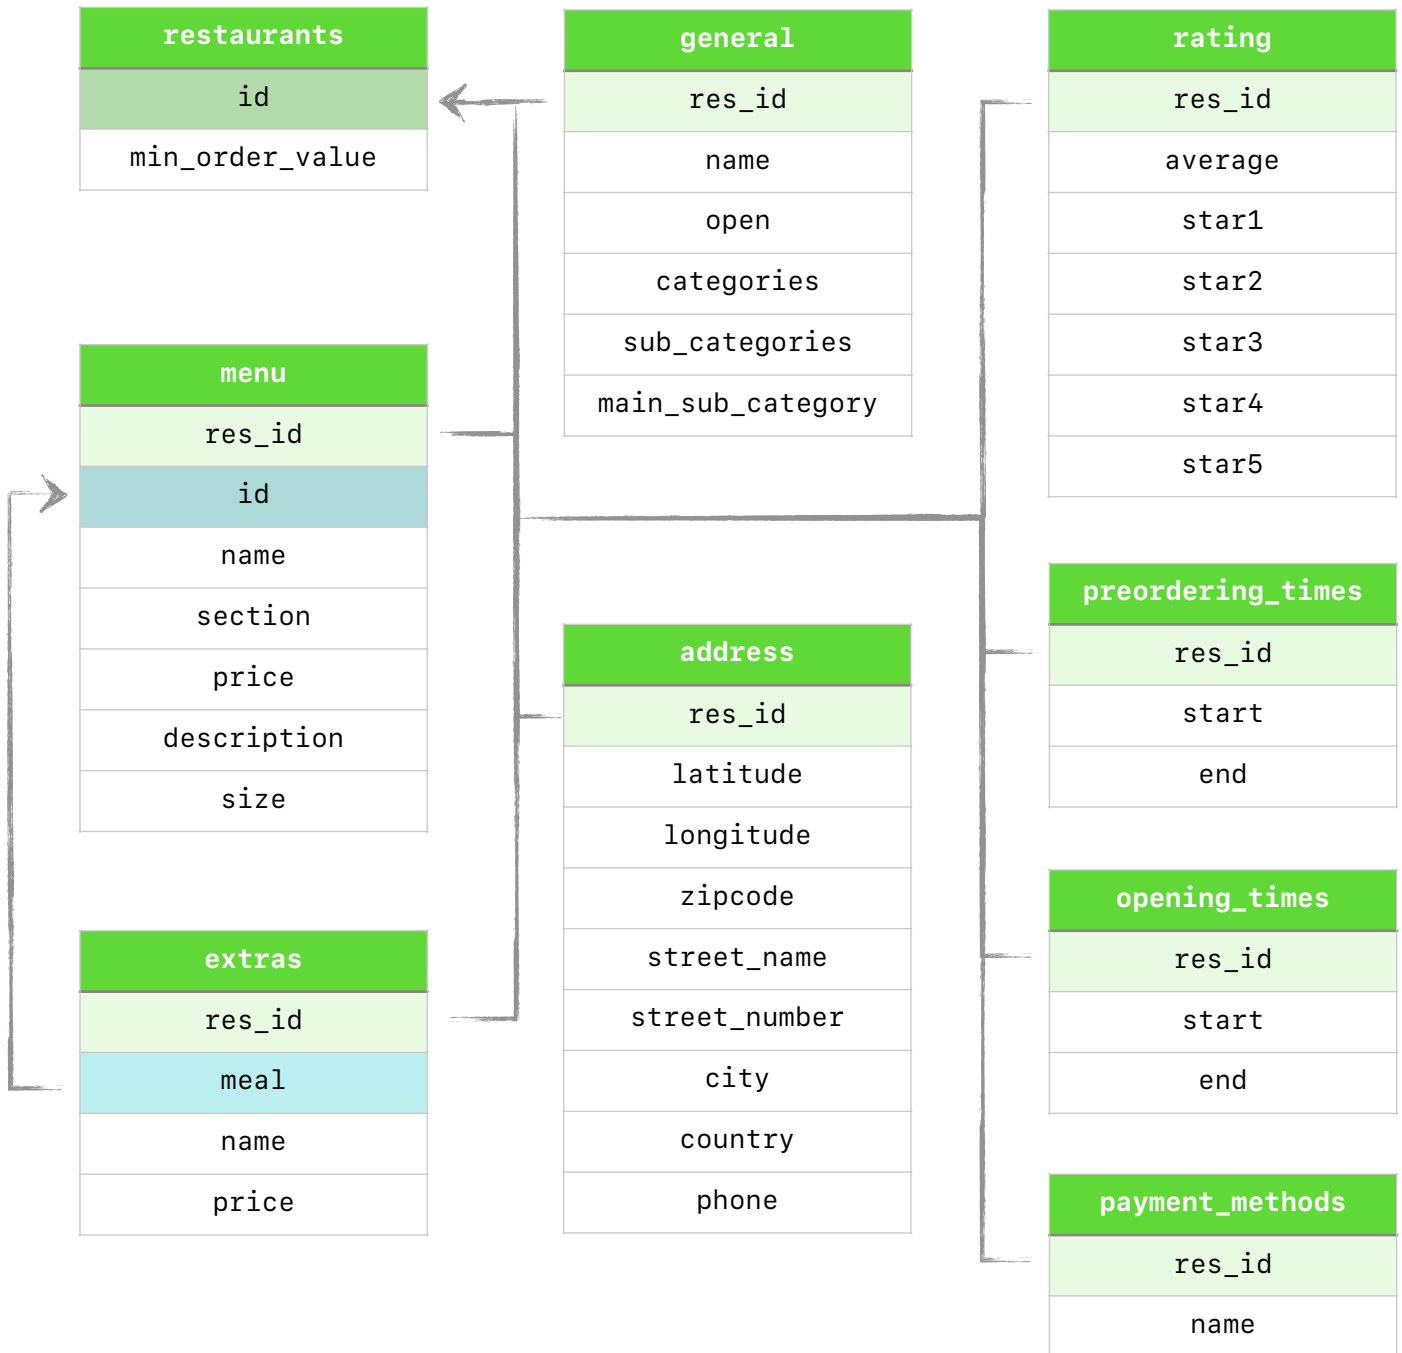 restaurants
id
min_order_value
menu
res_id
id
name
section
price
description
size
extras
res_id
meal
name
price
general
res_id
name
open
categories
sub_categories
main_sub_category
address
res_id
latitude
longitude
zipcode
street_name
street_number
city
country
phone
rating
res_id
average
star1
star2
star3
star4
star5
preordering_times
res_id
start
end
opening_times
res_id
start
end
payment_methods
res_id
name